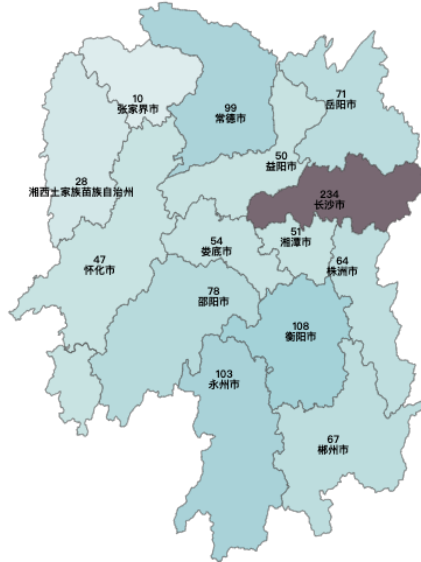 10
张家界市
99
常德市
71
岳阳市
50
益阳市
28
湘西土家族苗族自治州
234
长沙市
51
湘潭市
54
娄底市
47
怀化市
64
株洲市
78
邵阳市
108
衡阳市
103
永州市
67
郴州市